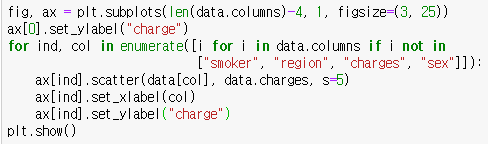 fig, ax = plt.subplots(len(data.columns)-4, 1, figsize=(3, 25))
ax[0].set_ylabel("charge")
for ind, col in enumerate([i for i in data.columns if i not in
                           ["smoker", "region", "charges", "sex"]]):
    ax[ind].scatter(data[col], data.charges, s=5)
    ax[ind].set_xlabel(col)
    ax[ind].set_ylabel("charge")
plt.show()